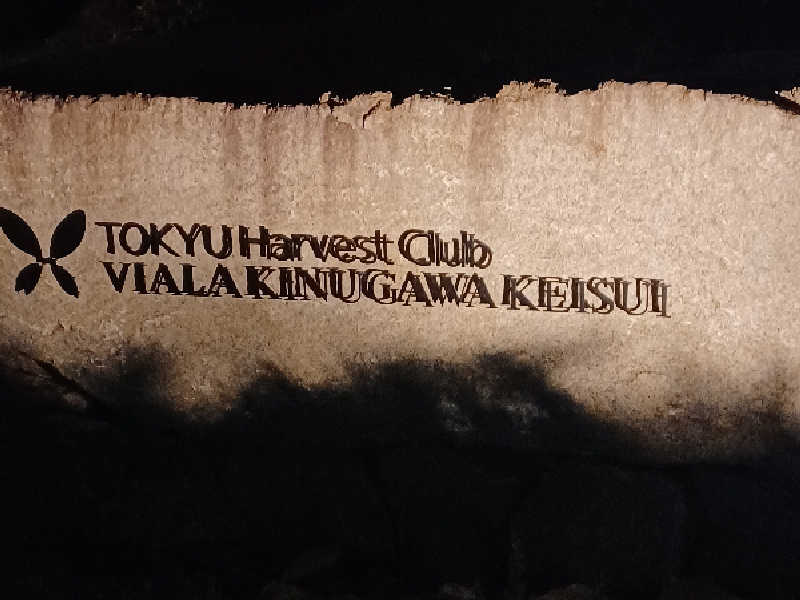 TOKYU Harvest Club
VIALA KINUGAWA KEISUI